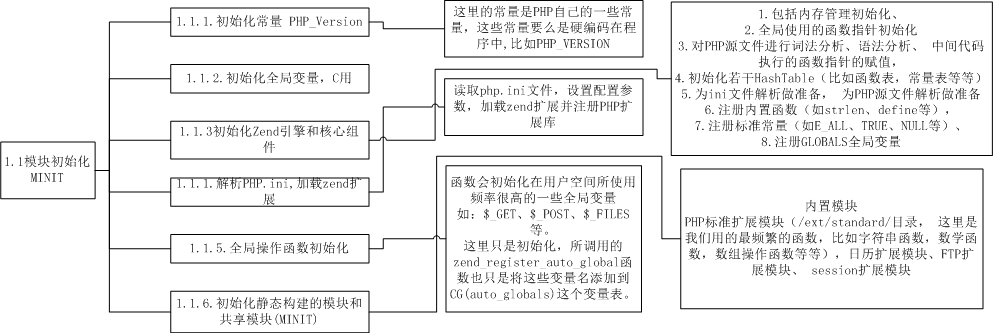 1.1模块初始化
MINIT
1.1.1.初始化常量 PHP_Version
这里的常量是PHP自己的一些常
量，这些常量要么是硬编码在程
序中,比如PHP_VERSION
1.1.2.初始化全局变量，C用
1.1.3初始化Zend引擎和核心组
件
1.包括内存管理初始化、
2.全局使用的函数指针初始化
3.对PHP源文件进行词法分析、语法分析、 中间代码
执行的函数指针的赋值，
4.初始化若干HashTable（比如函数表，常量表等等）
5.为ini文件解析做准备， 为PHP源文件解析做准备
6.注册内置函数（如strlen、define等），
7.注册标准常量（如E_ALL、TRUE、NULL等）、
8.注册GLOBALS全局变量
1.1.1.解析PHP.ini,加载zend扩
展
读取php.ini文件，设置配置参
数，加载zend扩展并注册PHP扩
展库
1.1.5.全局操作函数初始化
函数会初始化在用户空间所使用
频率很高的一些全局变量
如：$_GET、$_POST、$_FILES
等。
这里只是初始化，所调用的
zend_register_auto_global函
数也只是将这些变量名添加到
CG(auto_globals)这个变量表。
1.1.6.初始化静态构建的模块和
共享模块(MINIT)
内置模块
PHP标准扩展模块（/ext/standard/目录， 这里是
我们用的最频繁的函数，比如字符串函数，数学函
数，数组操作函数等等），日历扩展模块、FTP扩
展模块、 session扩展模块